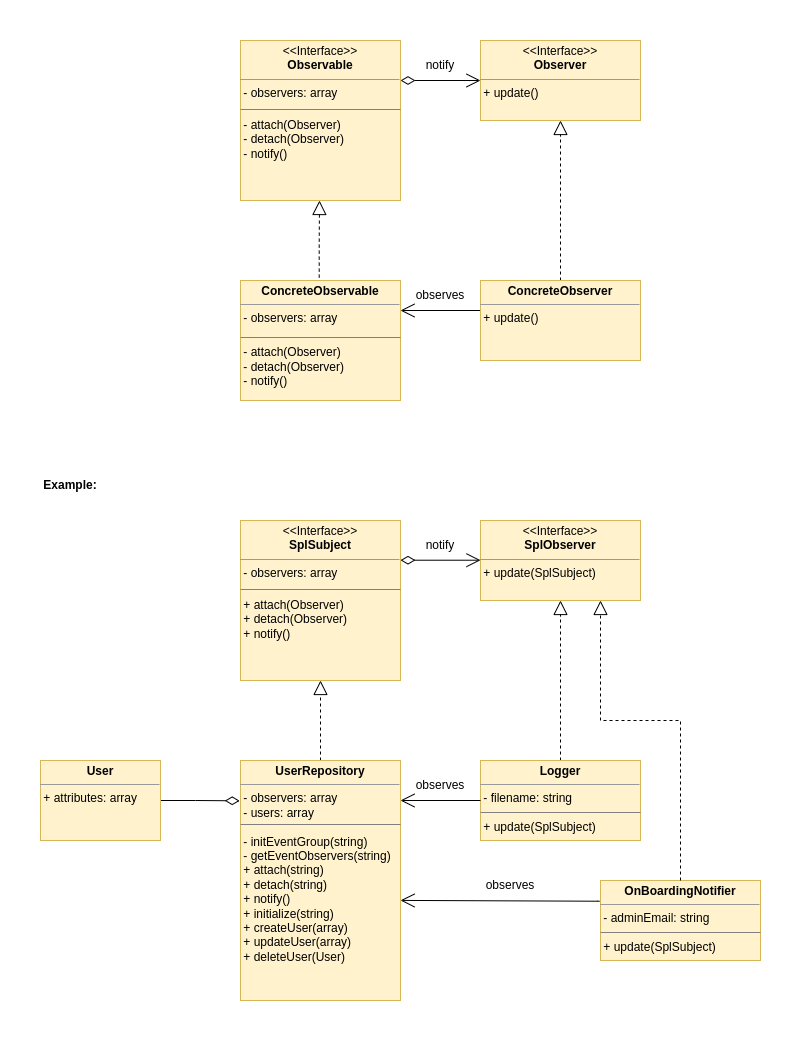 <<Interface>>
Observable
- observers: array
- attach(Observer)
- detach(Observer)
- notify()
notify
<<Interface>>
Observer
+ update()
ConcreteObservable
- observers: array
- attach(Observer)
- detach(Observer)
- notify()
observes
ConcreteObserver
+ update()
Example:
<<Interface>>
SplSubject
- observers: array
+ attach(Observer)
+ detach(Observer)
+ notify()
notify
<<Interface>>
SplObserver
+ update(SplSubject)
User
+ attributes: array
UserRepository
- observers: array
- users: array
- initEventGroup(string)
- getEventObservers(string)
+ attach(string)
+ detach(string)
+ notify()
+ initialize(string)
+ createUser(array)
+ updateUser(array)
+ deleteUser(User)
observes
Logger
- filename: string
+ update(SplSubject)
observes
OnBoardingNotifier
- adminEmail: string
+ update(SplSubject)